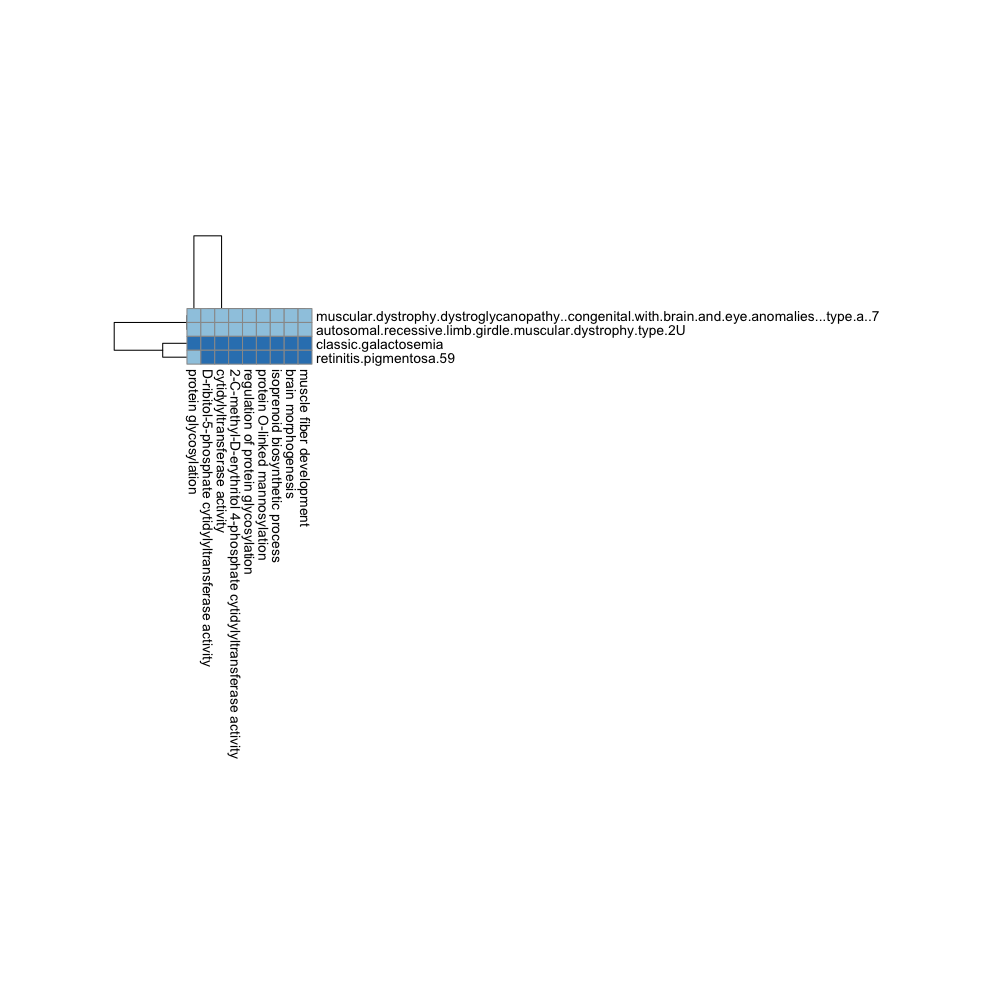 muscular.dystrophy.dystroglycanopathy..congenital.with.brain.and.eye.anomalies...type.a..7
autosomal.recessive.limb.girdle.muscular.dystrophy.type.2U
classic.galactosemia
retinitis.pigmentosa.59
protein glycosylation
D-ribitol-5-phosphate cytidylyltransferase activity
cytidylyltransferase activity
2-C-methyl-D-erythritol 4-phosphate cytidylyltransferase activity
regulation of protein glycosylation
protein O-linked mannosylation
isoprenoid biosynthetic process
brain morphogenesis
muscle fiber development